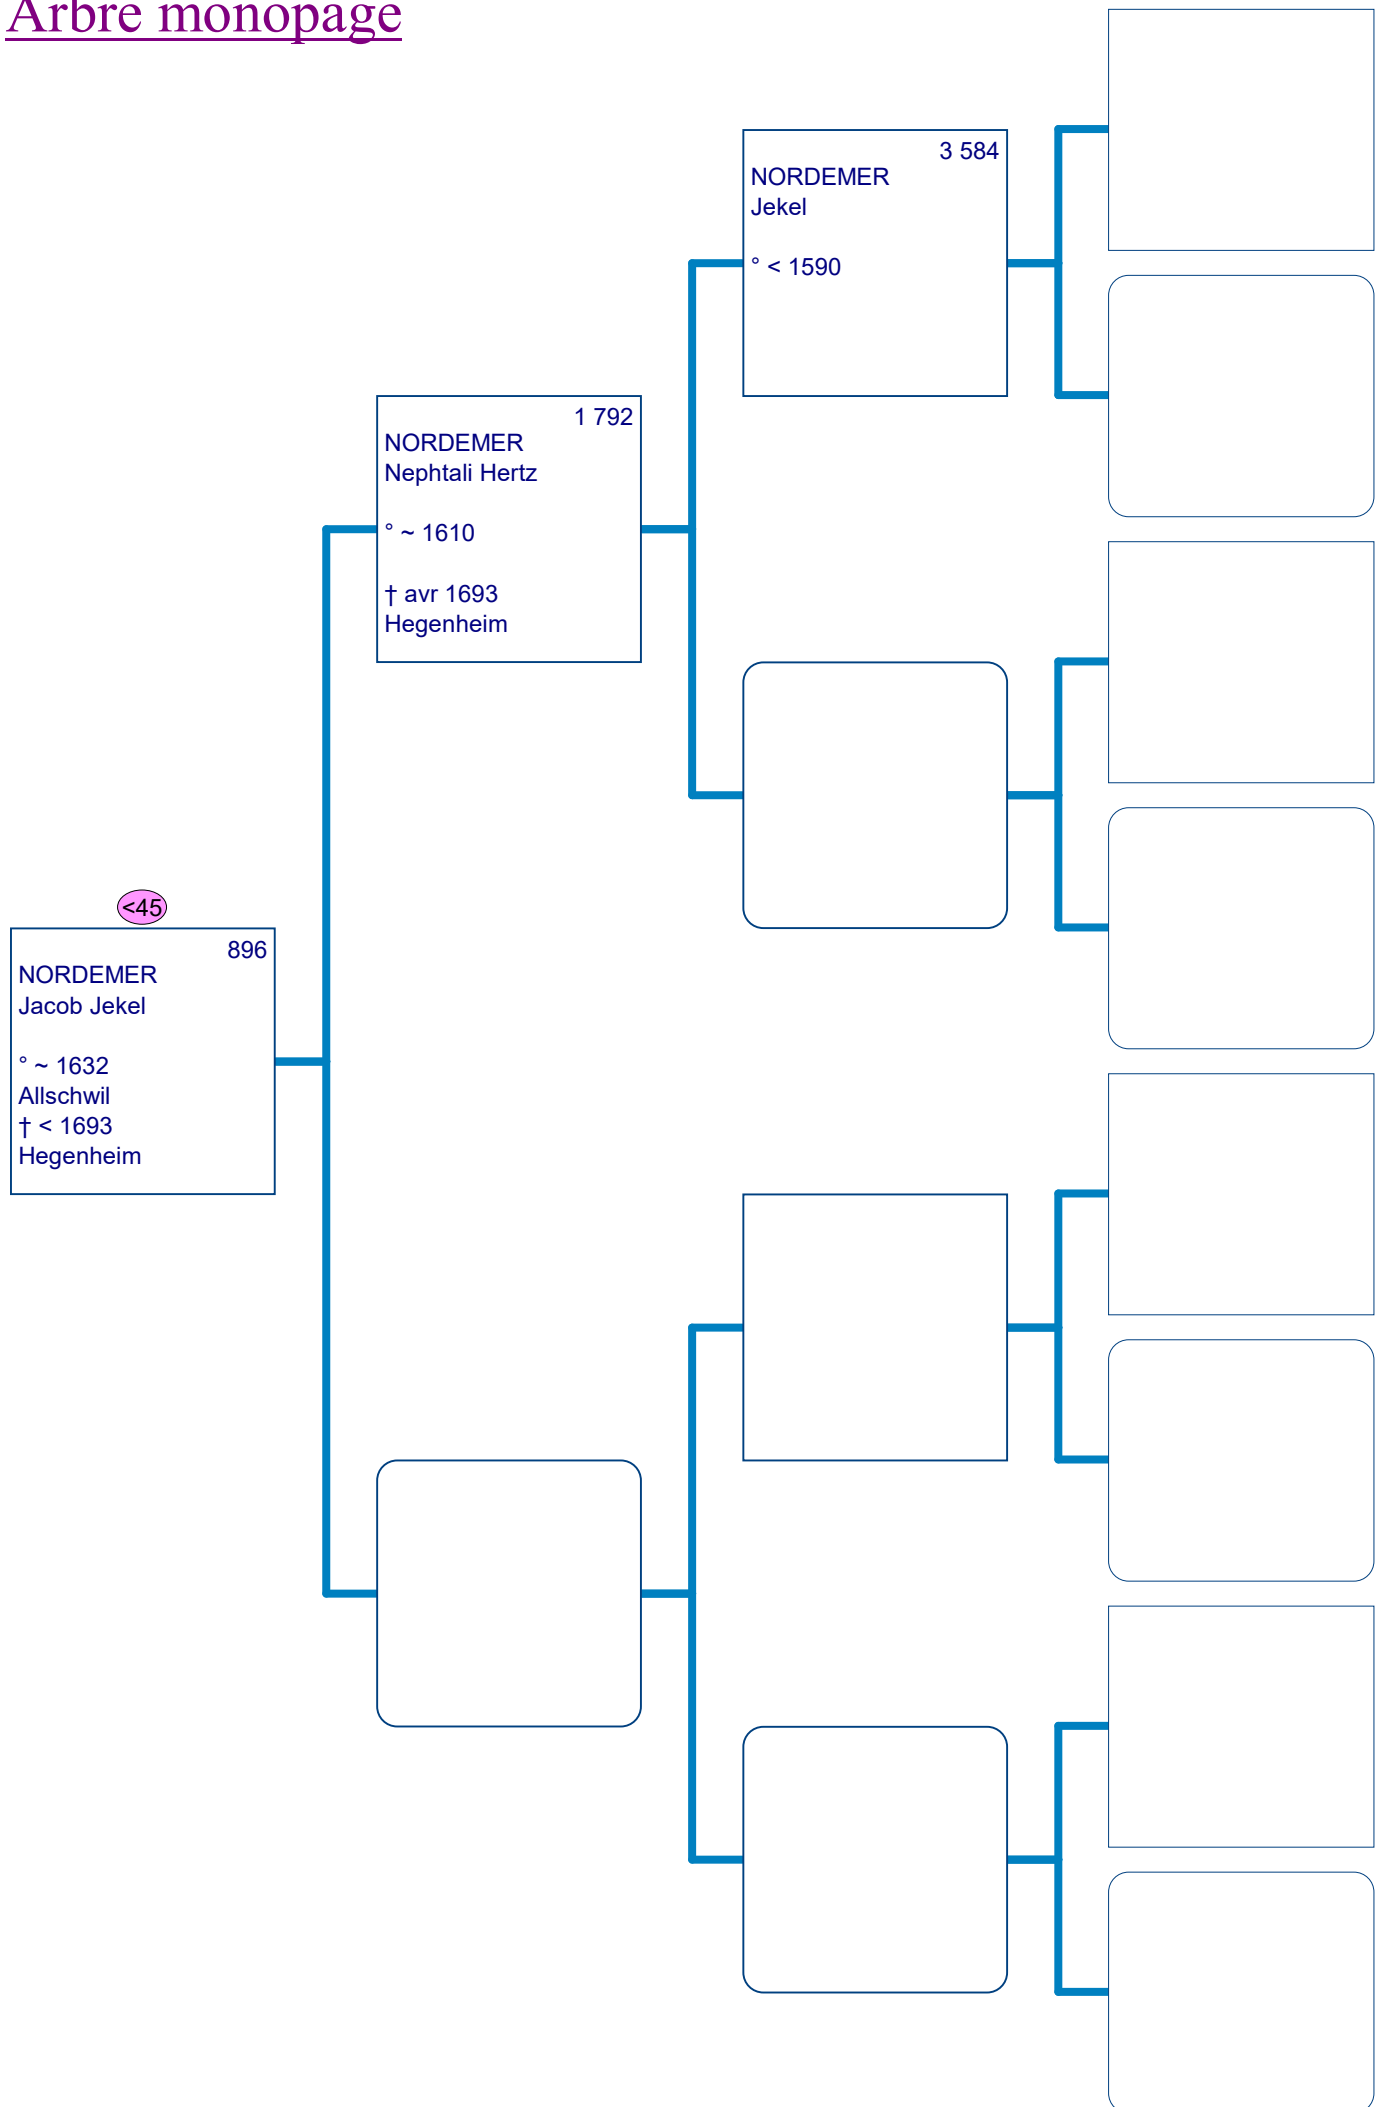 Arbre monopage
3 584
NORDEMER
Jekel
° < 1590
1 792
NORDEMER
Nephtali Hertz
° ~ 1610
† avr 1693
Hegenheim
<45
896
NORDEMER
Jacob Jekel
° ~ 1632
Allschwil
† < 1693
Hegenheim